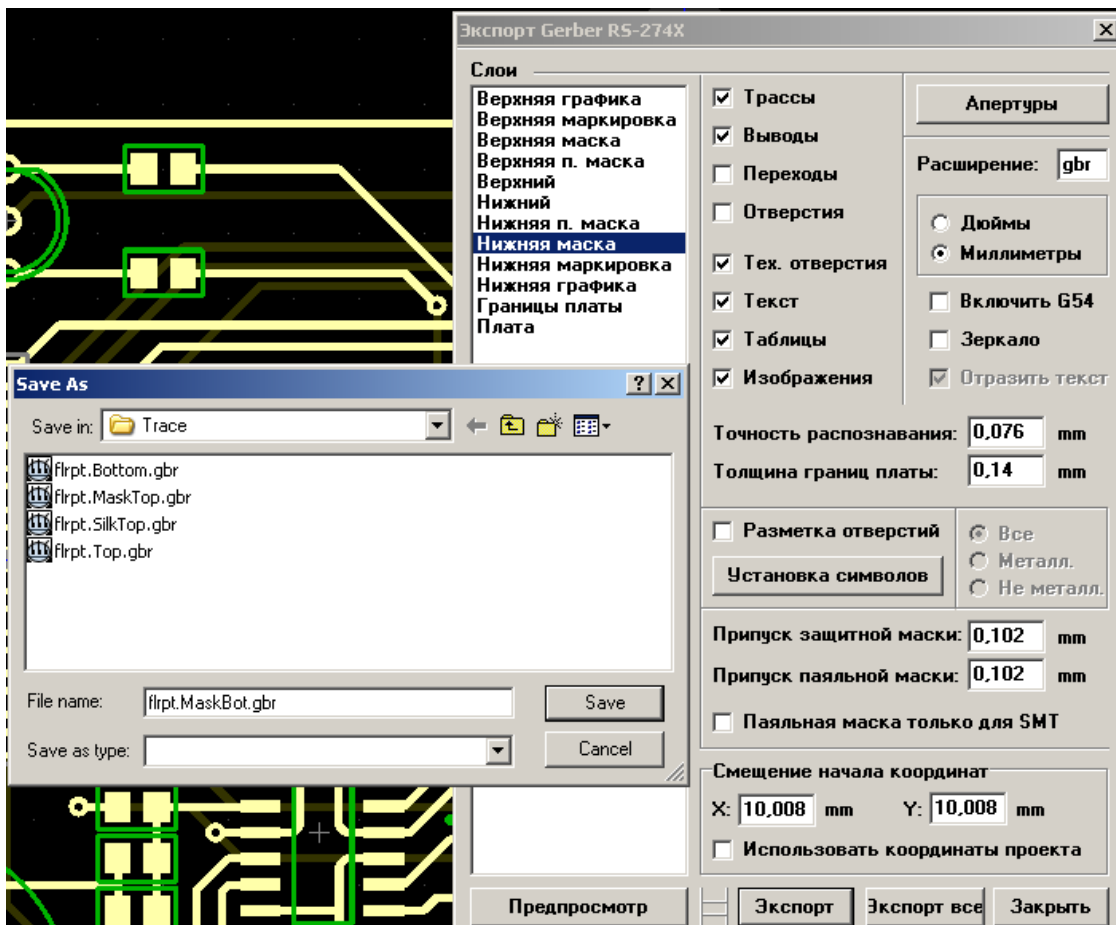 Экспорт Gerber RS-274X
Слои
Верхняя графика
Верхняя маркировка
Верхняя маска
Верхняя п. маска
Верхний
Нижний
Нижняя п. маска
Нижняя маска
Нижняя маркировка
Нижняя графика
Границы платы
Плата
Трассы
Выводы
Переходы
Отверстия
Тех. отверстия
Текст
Таблицы
Изображения
Апертуры
Расширение: gbr
Дюймы
Миллиметры
Включить G54
Зеркало
Отразить текст
Точность распознавания: 0,076 mm
Толщина границ платы: 0,14 mm
Разметка отверстий
Установка символов
Все
Металл.
Не металл.
Припуск защитной маски: 0,102 mm
Припуск паяльной маски: 0,102 mm
Паяльная маска только для SMT
Смещение начала координат
X: 10,008 mm Y: 10,008 mm
Использовать координаты проекта
Предпросмотр
Экспорт
Экспорт все
Закрыть
Save As
Save in: Trace
flrpt.Bottom.gbr
flrpt.MaskTop.gbr
flrpt.SilkTop.gbr
flrpt.Top.gbr
File name: flrpt.MaskBot.gbr
Save
Save as type:
Cancel